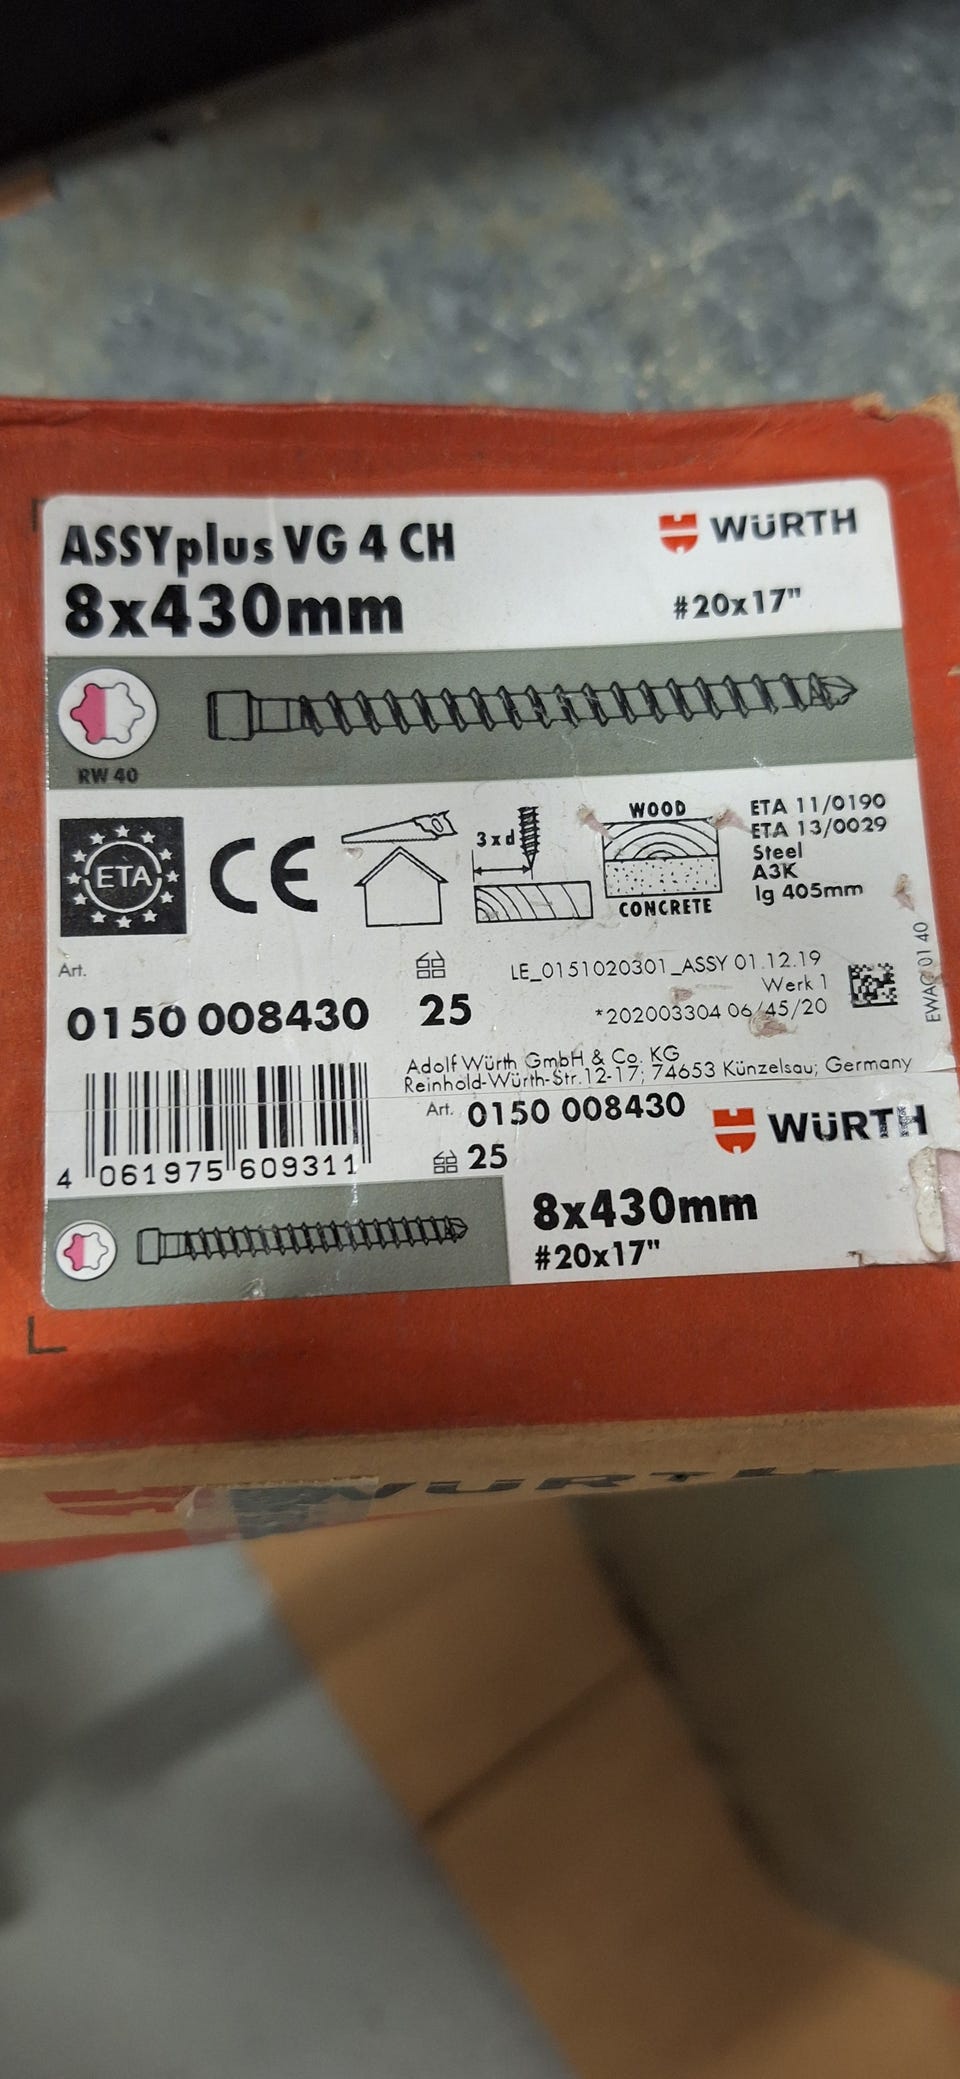 ASSYplus VG 4 CH
WÜRTH
8x430mm
#20x17"
RW 40
ETA
CE
3xd
WOOD
CONCRETE
ETA 11/0190
ETA 13/0029
Steel
A3K
lg 405mm
Art.
0150 008430
25
LE_0151020301_ASSY 01.12.19
Werk 1
*202003304 06/45/20
EWAC 01 40
Adolf Würth GmbH & Co. KG
Reinhold-Würth-Str.12-17; 74653 Künzelsau; Germany
Art. 0150 008430
25
WÜRTH
4 061975 609311
8x430mm
#20x17"
WÜRTH